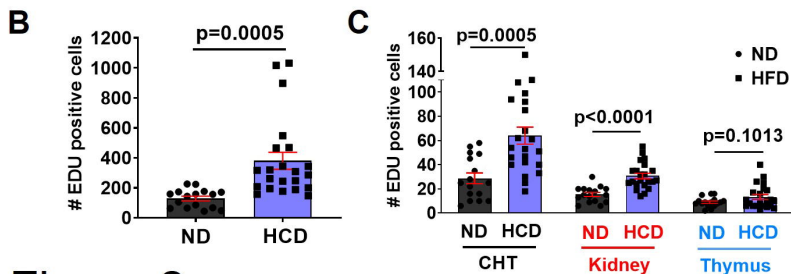 B
p=0.0005
# EDU positive cells
1200
1000
800
600
400
200
0
ND HCD
C
p=0.0005
p<0.0001
p=0.1013
ND
HFD
# EDU positive cells
160
140
100
80
60
40
20
0
ND HCD ND HCD ND HCD
CHT Kidney Thymus